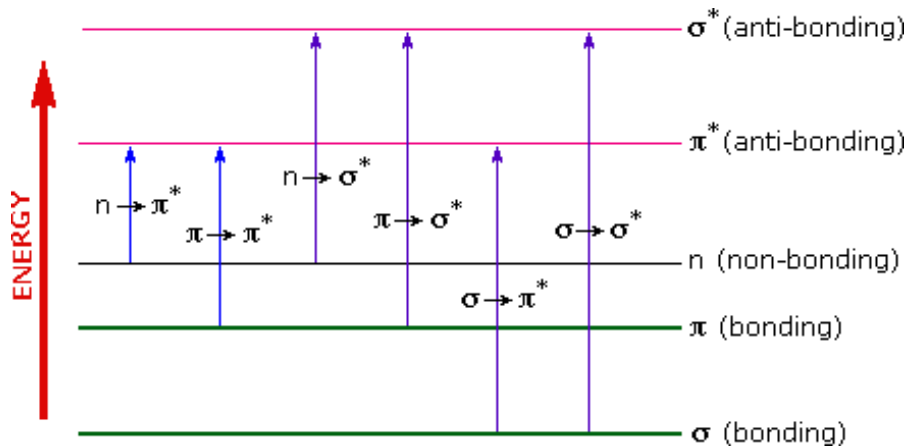 σ* (anti-bonding)
π* (anti-bonding)
n → σ*
n → π*
π → π*
π → σ*
σ → σ*
n (non-bonding)
σ → π*
π (bonding)
σ (bonding)
ENERGY